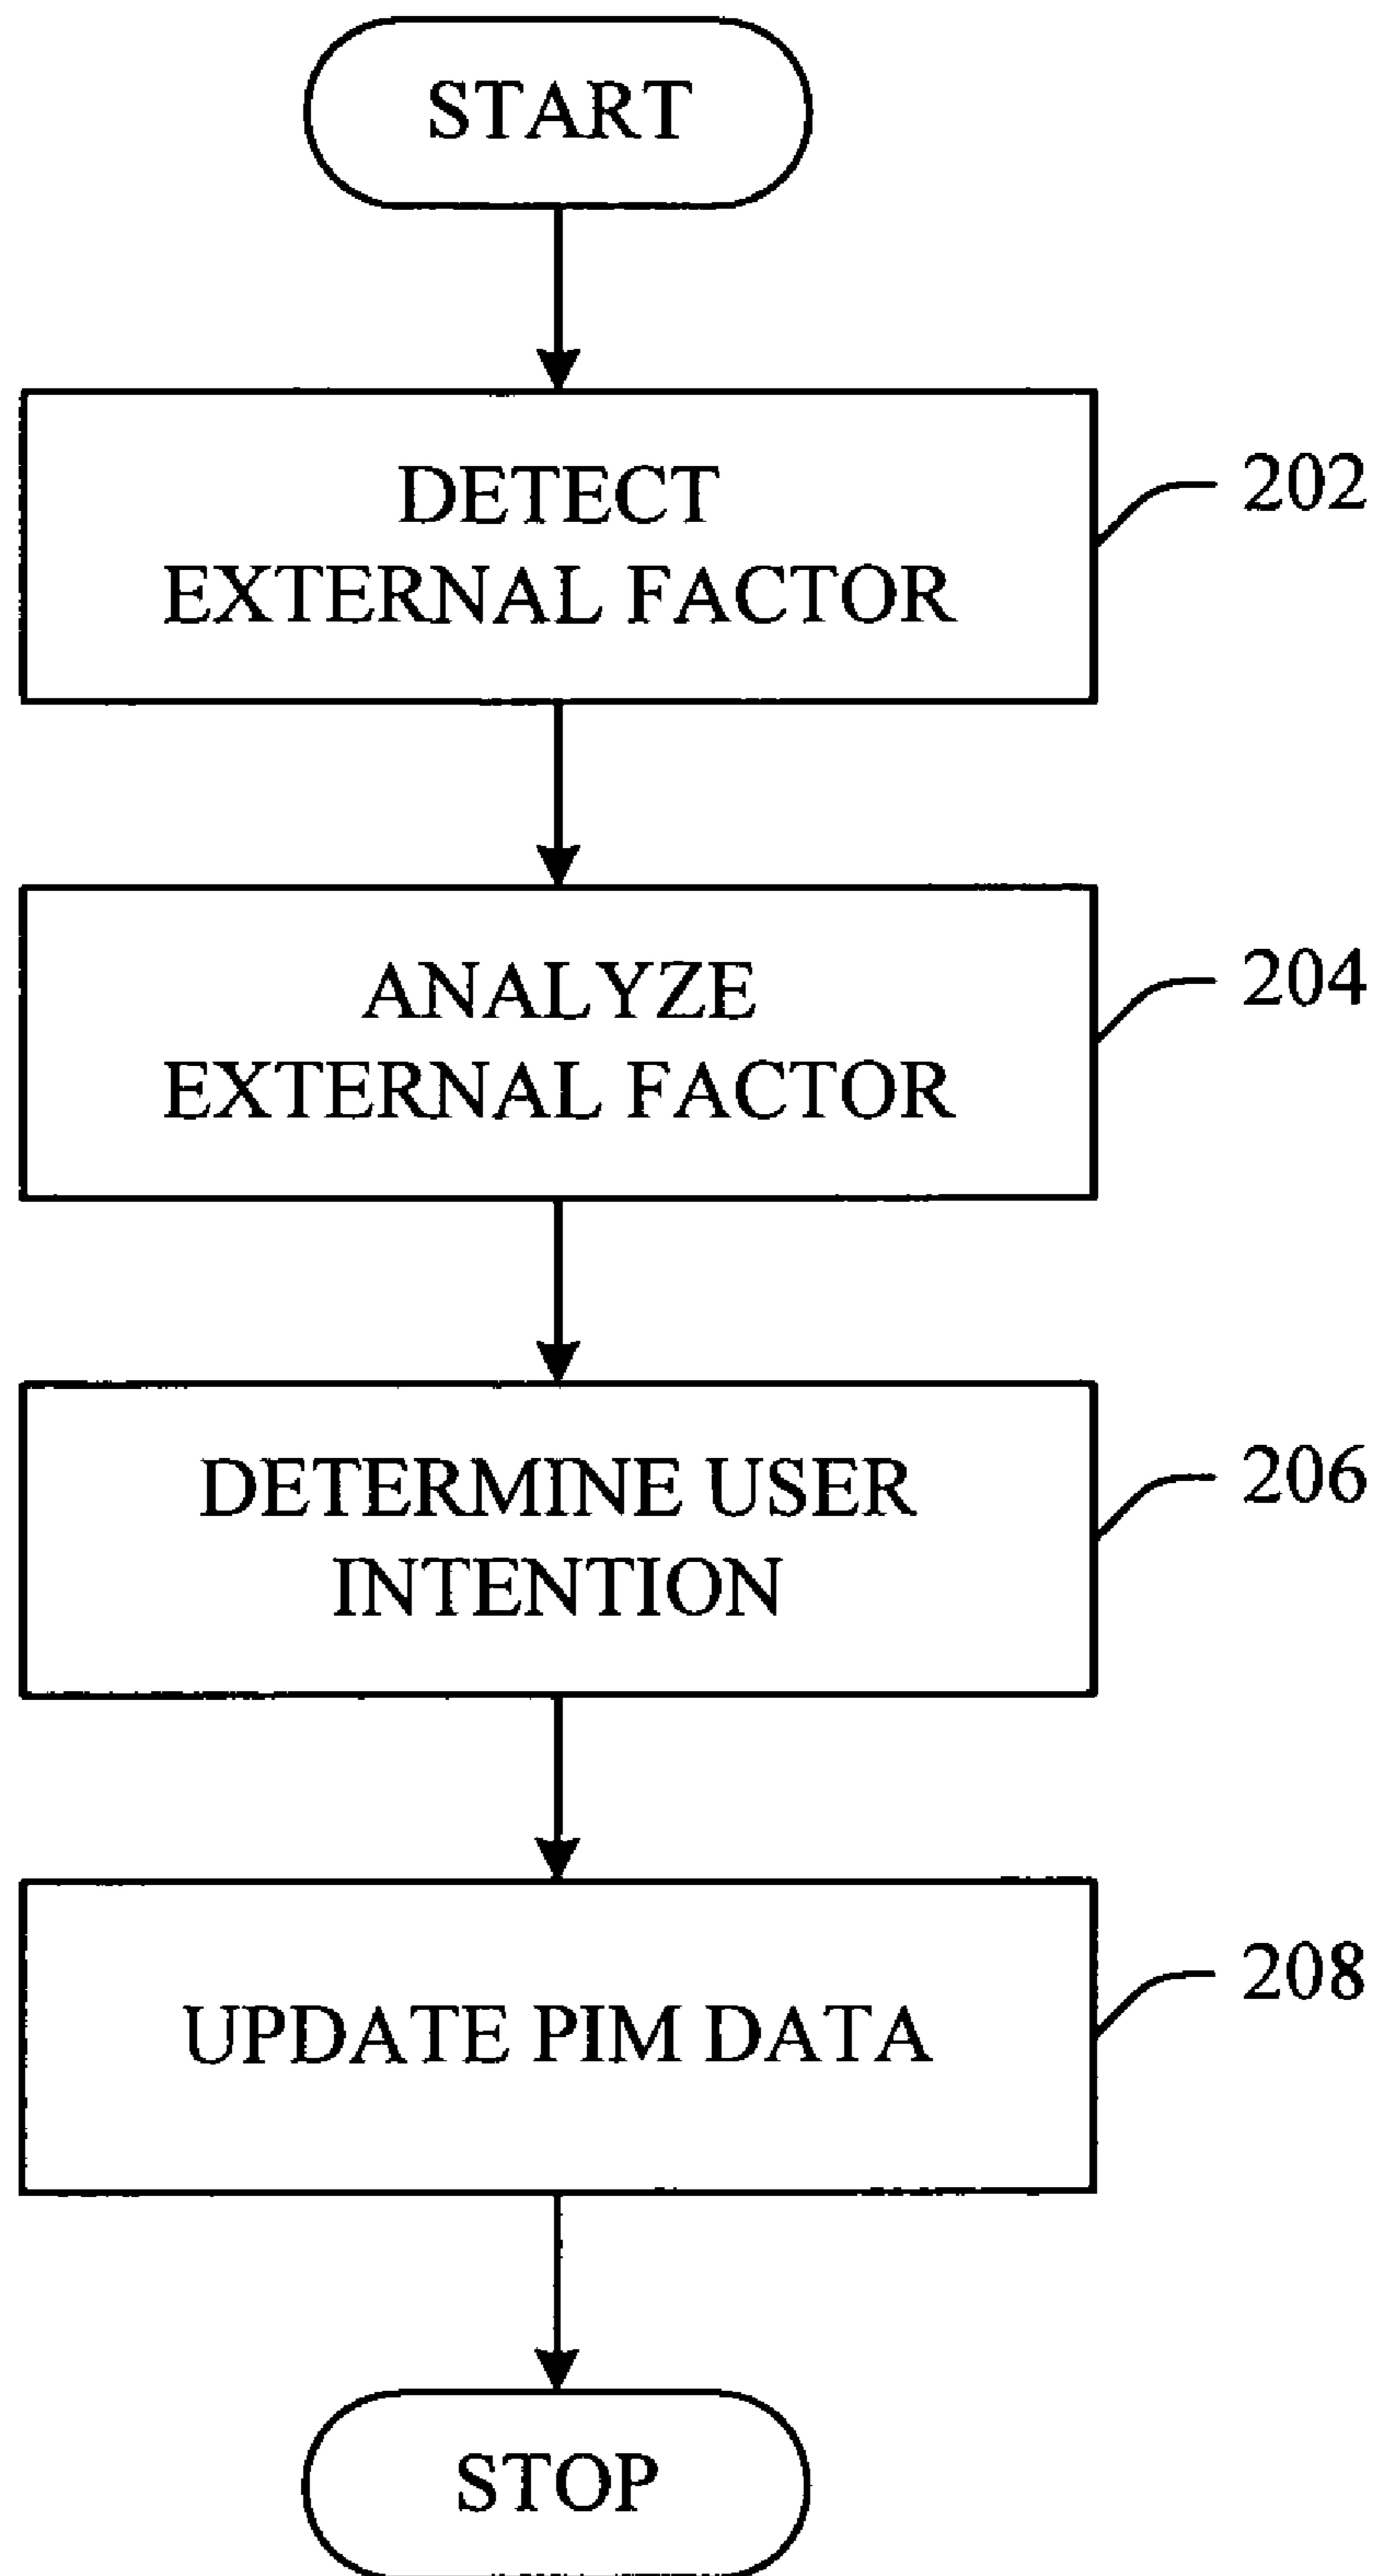 START
DETECT
EXTERNAL FACTOR
202
ANALYZE
EXTERNAL FACTOR
204
DETERMINE USER
INTENTION
206
UPDATE PIM DATA
208
STOP